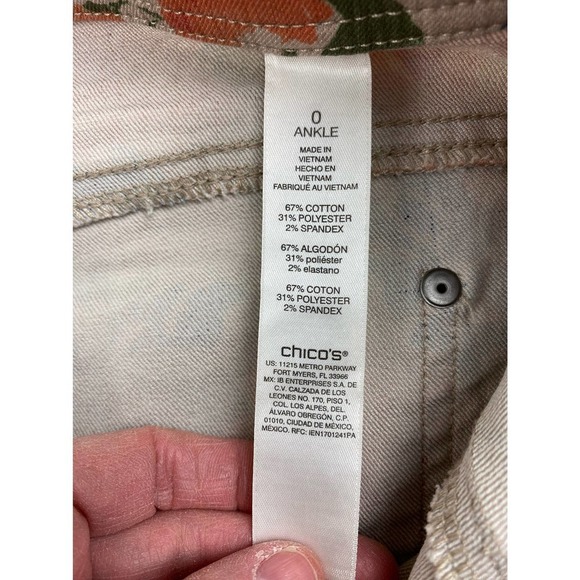 0
ANKLE
MADE IN
VIETNAM
HECHO EN
VIETNAM
FABRIQUÉ AU VIETNAM
67% COTTON
31% POLYESTER
2% SPANDEX
67% ALGODÓN
31% poliéster
2% elastano
67% COTON
31% POLYESTER
2% SPANDEX
chico's®
US: 11215 METRO PARKWAY
FORT MYERS, FL 33966
MX: IB ENTERPRISES S.A. DE
C.V. CALZADA DE LOS
LEONES NO. 170, PISO 1,
COL. LOS ALPES, DEL.
ÁLVARO OBREGÓN, C.P.
01010, CIUDAD DE MÉXICO,
MÉXICO. RFC: IEN1701241PA